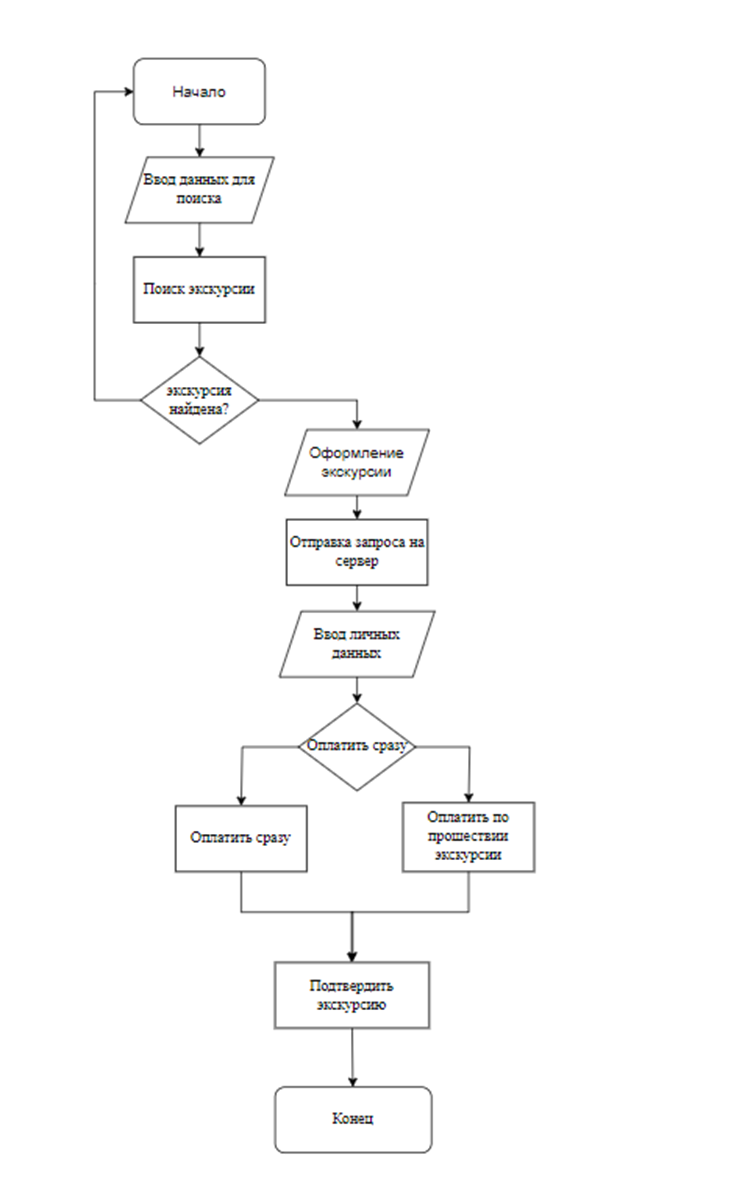 Начало
Ввод данных для
поиска
Поиск экскурсии
экскурсия
найдена?
Оформление
экскурсии
Отправка запроса на
сервер
Ввод личных
данных
Оплатить сразу
Оплатить сразу
Оплатить по
прошествии
экскурсии
Подтвердить
экскурсию
Конец